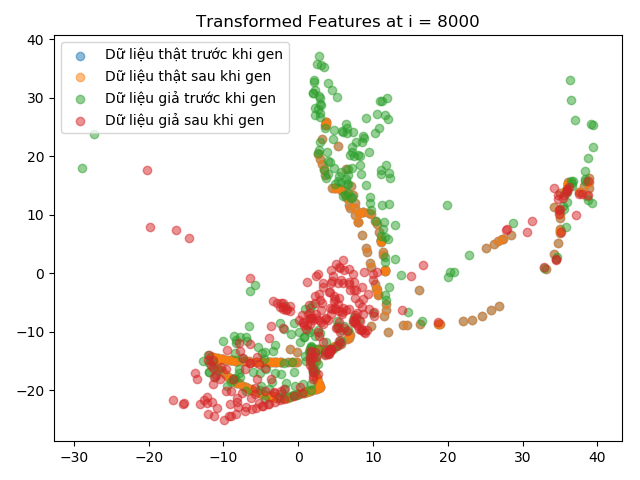 Transformed Features at i = 8000
Dữ liệu thật trước khi gen
Dữ liệu thật sau khi gen
Dữ liệu giả trước khi gen
Dữ liệu giả sau khi gen
40
30
20
10
0
−10
−20
−30 −20 −10 0 10 20 30 40